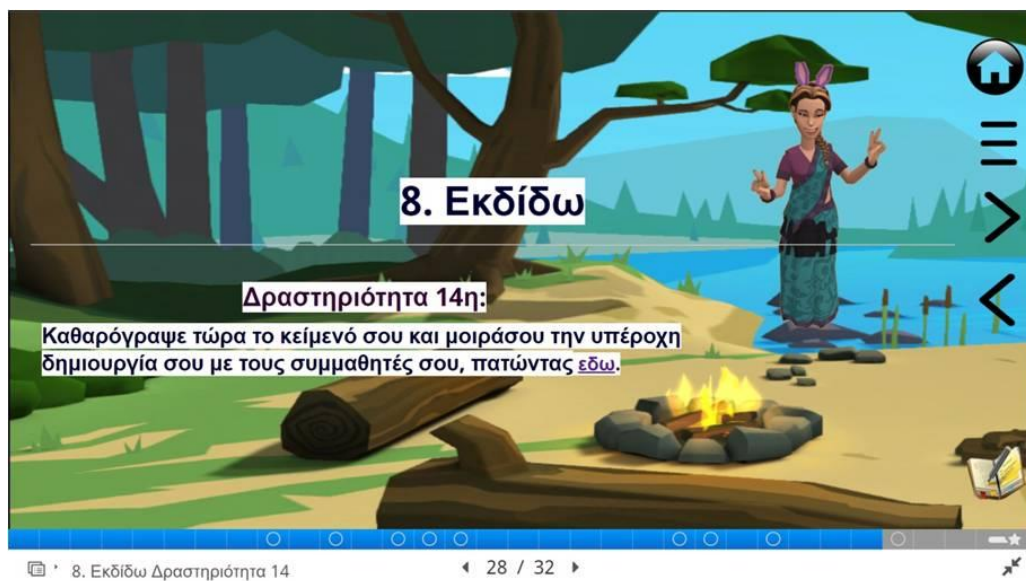 8. Εκδίδω
Δραστηριότητα 14η:
Καθαρόγραψε τώρα το κείμενό σου και μοιράσου την υπέροχη
δημιουργία σου με τους συμμαθητές σου, πατώντας εδω.
8. Εκδίδω Δραστηριότητα 14
28 / 32